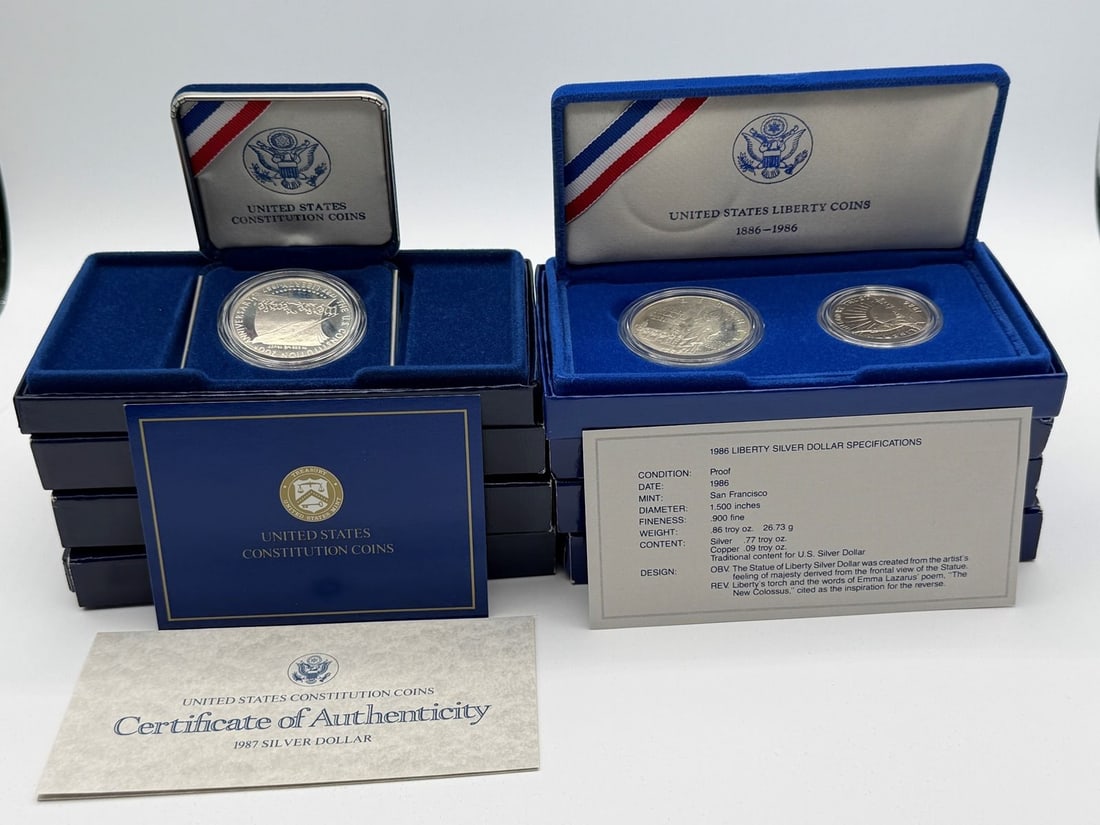 UNITED STATES
CONSTITUTION COINS
UNITED STATES LIBERTY COINS
1886–1986
TREASURY
UNITED STATES MINT
UNITED STATES
CONSTITUTION COINS
1986 LIBERTY SILVER DOLLAR SPECIFICATIONS
CONDITION: Proof
DATE: 1986
MINT: San Francisco
DIAMETER: 1.500 inches
FINENESS: .900 fine
WEIGHT: .86 troy oz. 26.73 g
CONTENT: Silver .77 troy oz.
Copper .09 troy oz.
Traditional content for U.S. Silver Dollar
DESIGN: OBV. The Statue of Liberty Silver Dollar was created from the artist's
feeling of majesty derived from the frontal view of the Statue.
REV. Liberty's torch and the words of Emma Lazarus' poem, "The
New Colossus," cited as the inspiration for the reverse.
UNITED STATES CONSTITUTION COINS
Certificate of Authenticity
1987 SILVER DOLLAR